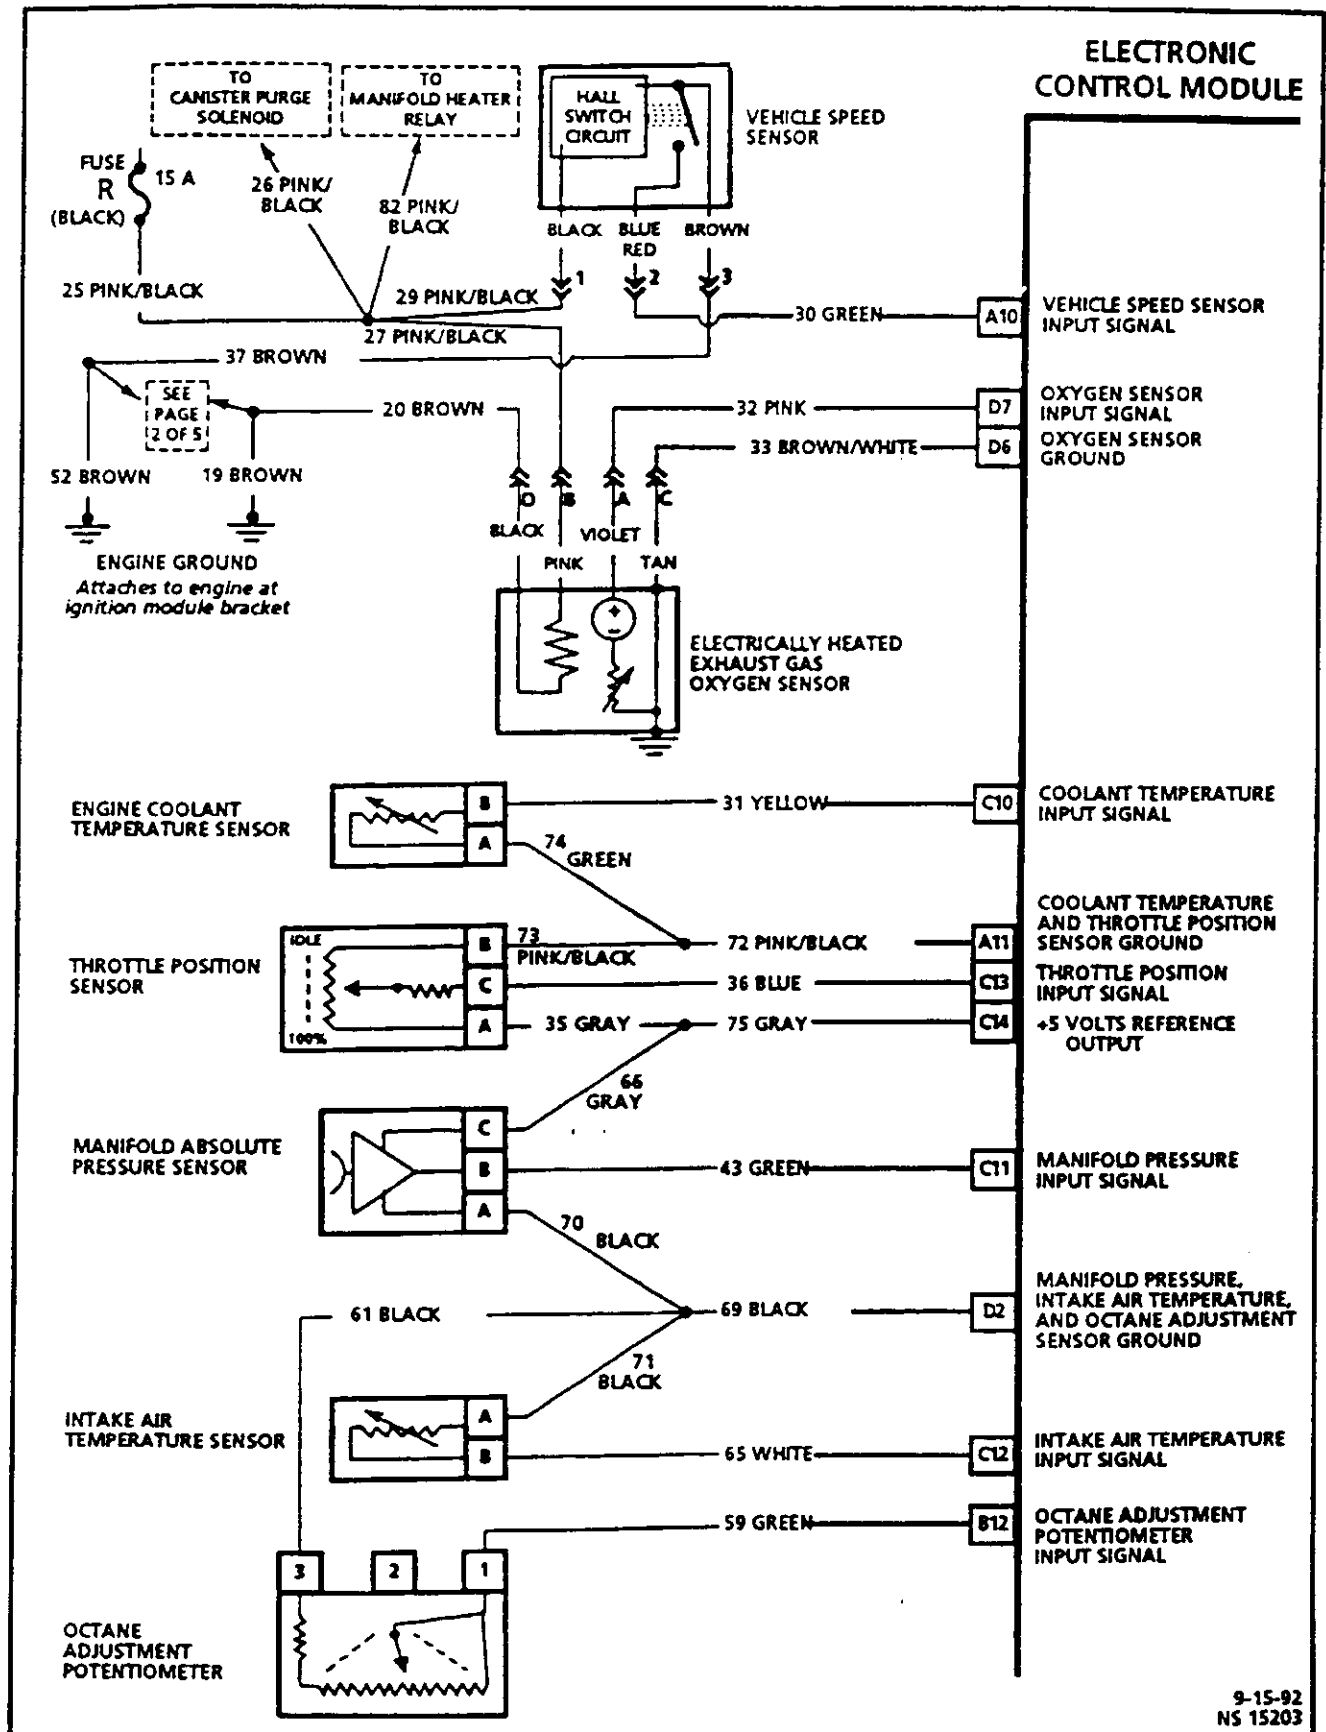 ELECTRONIC
CONTROL MODULE
TO
CANISTER PURGE
SOLENOID
TO
MANIFOLD HEATER
RELAY
HALL
SWITCH
CIRCUIT
VEHICLE SPEED
SENSOR
FUSE
R
(BLACK)
15 A
26 PINK/
BLACK
82 PINK/
BLACK
BLACK
BLUE
RED
BROWN
1
2
3
25 PINK/BLACK
29 PINK/BLACK
27 PINK/BLACK
30 GREEN
A10
VEHICLE SPEED SENSOR
INPUT SIGNAL
37 BROWN
SEE
PAGE
2 OF 5
20 BROWN
32 PINK
D7
OXYGEN SENSOR
INPUT SIGNAL
33 BROWN/WHITE
D6
OXYGEN SENSOR
GROUND
52 BROWN
19 BROWN
D
B
A
C
BLACK
PINK
VIOLET
TAN
ENGINE GROUND
Attaches to engine at
ignition module bracket
ELECTRICALLY HEATED
EXHAUST GAS
OXYGEN SENSOR
ENGINE COOLANT
TEMPERATURE SENSOR
B
A
31 YELLOW
C10
COOLANT TEMPERATURE
INPUT SIGNAL
74
GREEN
THROTTLE POSITION
SENSOR
IDLE
100%
B
C
A
73
PINK/BLACK
72 PINK/BLACK
A11
COOLANT TEMPERATURE
AND THROTTLE POSITION
SENSOR GROUND
36 BLUE
C13
THROTTLE POSITION
INPUT SIGNAL
35 GRAY
75 GRAY
C14
+5 VOLTS REFERENCE
OUTPUT
66
GRAY
MANIFOLD ABSOLUTE
PRESSURE SENSOR
C
B
A
43 GREEN
C11
MANIFOLD PRESSURE
INPUT SIGNAL
70
BLACK
61 BLACK
69 BLACK
D2
MANIFOLD PRESSURE,
INTAKE AIR TEMPERATURE,
AND OCTANE ADJUSTMENT
SENSOR GROUND
71
BLACK
INTAKE AIR
TEMPERATURE SENSOR
A
B
65 WHITE
C12
INTAKE AIR TEMPERATURE
INPUT SIGNAL
59 GREEN
B12
OCTANE ADJUSTMENT
POTENTIOMETER
INPUT SIGNAL
3
2
1
OCTANE
ADJUSTMENT
POTENTIOMETER
9-15-92
NS 15203